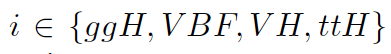 i ∈ {ggH, VBF, VH, ttH}